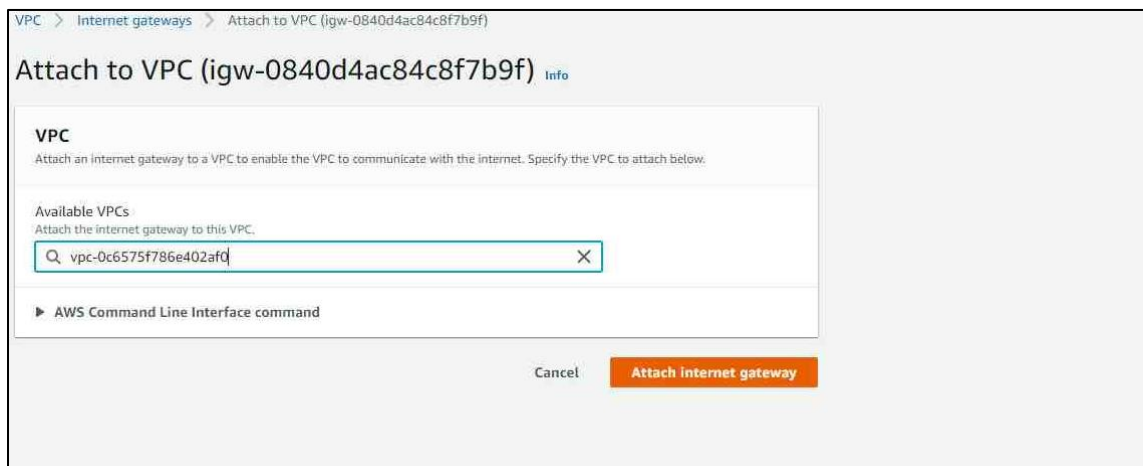 VPC > Internet gateways > Attach to VPC (igw-0840d4ac84c8f7b9f)
Attach to VPC (igw-0840d4ac84c8f7b9f) Info
VPC
Attach an internet gateway to a VPC to enable the VPC to communicate with the internet. Specify the VPC to attach below.
Available VPCs
Attach the internet gateway to this VPC.
vpc-0c6575f786e402af0
AWS Command Line Interface command
Cancel Attach internet gateway